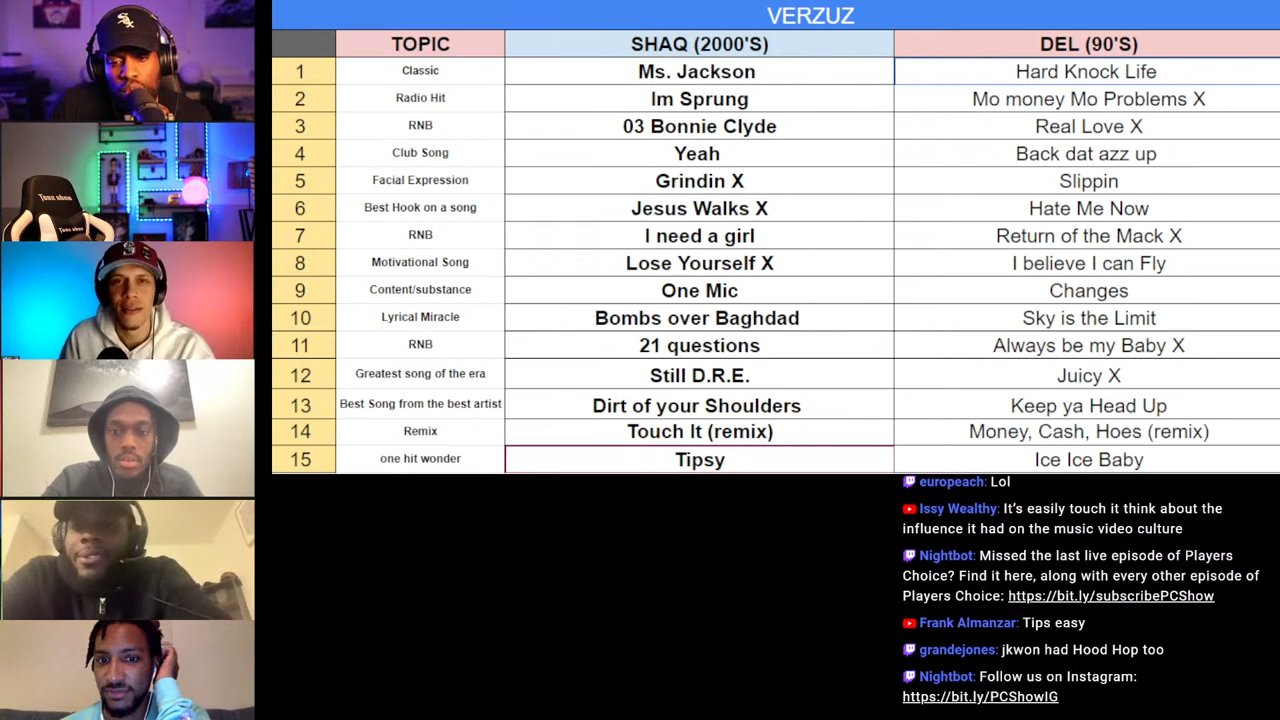 VERZUZ
TOPIC SHAQ (2000'S) DEL (90'S)
1 Classic Ms. Jackson Hard Knock Life
2 Radio Hit Im Sprung Mo money Mo Problems X
3 RNB 03 Bonnie Clyde Real Love X
4 Club Song Yeah Back dat azz up
5 Facial Expression Grindin X Slippin
6 Best Hook on a song Jesus Walks X Hate Me Now
7 RNB I need a girl Return of the Mack X
8 Motivational Song Lose Yourself X I believe I can Fly
9 Content/substance One Mic Changes
10 Lyrical Miracle Bombs over Baghdad Sky is the Limit
11 RNB 21 questions Always be my Baby X
12 Greatest song of the era Still D.R.E. Juicy X
13 Best Song from the best artist Dirt of your Shoulders Keep ya Head Up
14 Remix Touch It (remix) Money, Cash, Hoes (remix)
15 one hit wonder Tipsy Ice Ice Baby
europeach: Lol
Issy Wealthy: It's easily touch it think about the
influence it had on the music video culture
Nightbot: Missed the last live episode of Players
Choice? Find it here, along with every other episode of
Players Choice: https://bit.ly/subscribePCShow
Frank Almanzar: Tips easy
grandejones: jkwon had Hood Hop too
Nightbot: Follow us on Instagram:
https://bit.ly/PCShowIG